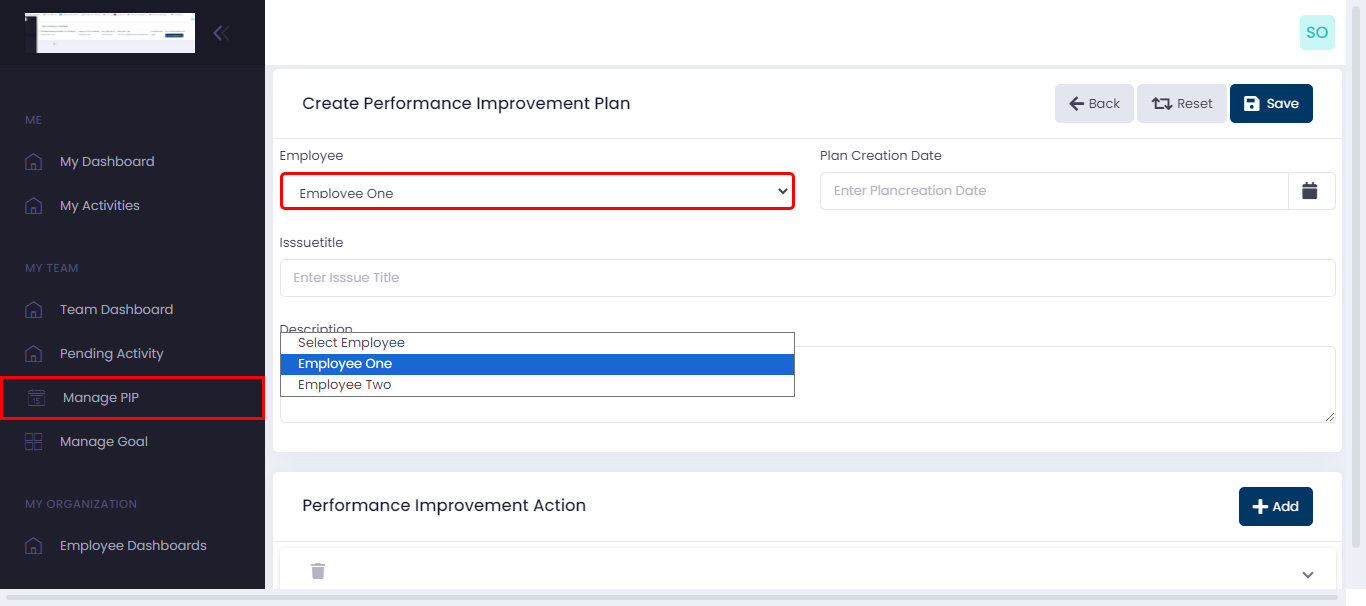 SO
ME
My Dashboard
My Activities
MY TEAM
Team Dashboard
Pending Activity
Manage PIP
Manage Goal
MY ORGANIZATION
Employee Dashboards
Create Performance Improvement Plan
Back
Reset
Save
Employee
Employee One
Plan Creation Date
Enter Plancreation Date
Isssuetitle
Enter Isssue Title
Description
Select Employee
Employee One
Employee Two
Performance Improvement Action
Add